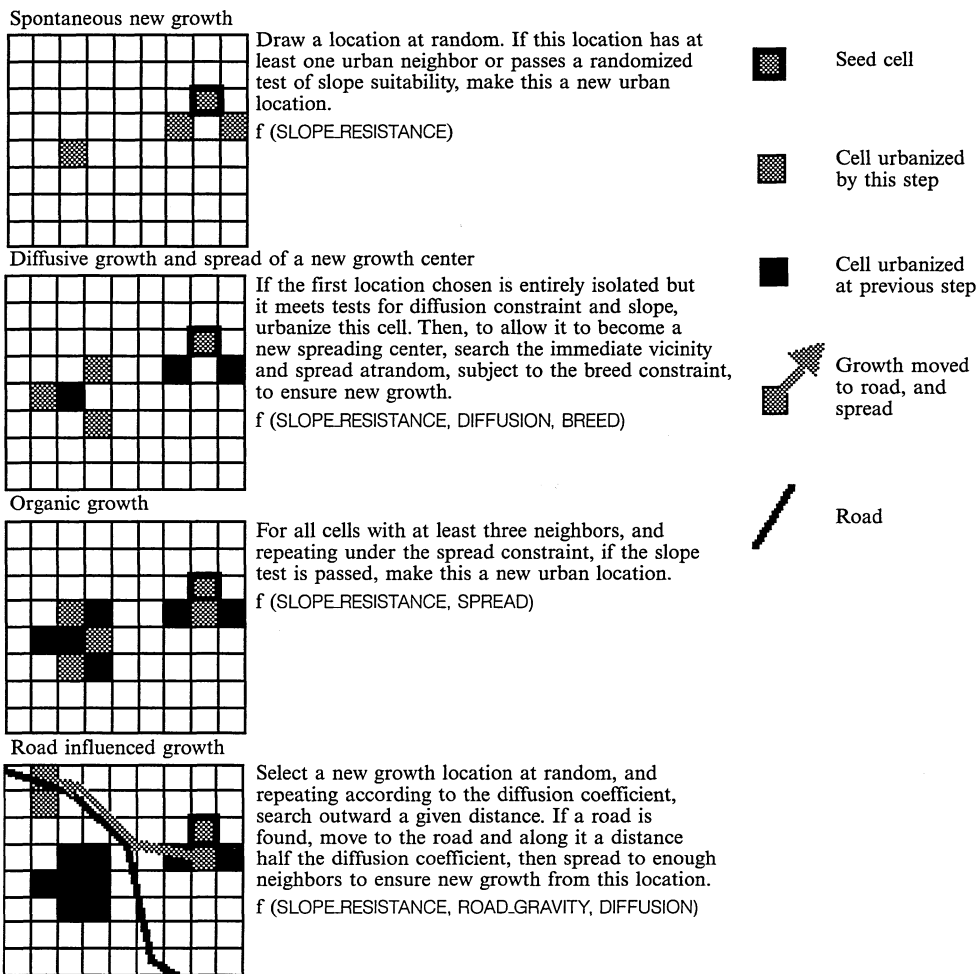 Spontaneous new growth
Draw a location at random. If this location has at
least one urban neighbor or passes a randomized
test of slope suitability, make this a new urban
location.
f (SLOPE_RESISTANCE)
Diffusive growth and spread of a new growth center
If the first location chosen is entirely isolated but
it meets tests for diffusion constraint and slope,
urbanize this cell. Then, to allow it to become a
new spreading center, search the immediate vicinity
and spread atrandom, subject to the breed constraint,
to ensure new growth.
f (SLOPE_RESISTANCE, DIFFUSION, BREED)
Organic growth
For all cells with at least three neighbors, and
repeating under the spread constraint, if the slope
test is passed, make this a new urban location.
f (SLOPE_RESISTANCE, SPREAD)
Road influenced growth
Select a new growth location at random, and
repeating according to the diffusion coefficient,
search outward a given distance. If a road is
found, move to the road and along it a distance
half the diffusion coefficient, then spread to enough
neighbors to ensure new growth from this location.
f (SLOPE_RESISTANCE, ROAD_GRAVITY, DIFFUSION)
Seed cell
Cell urbanized
by this step
Cell urbanized
at previous step
Growth moved
to road, and
spread
Road